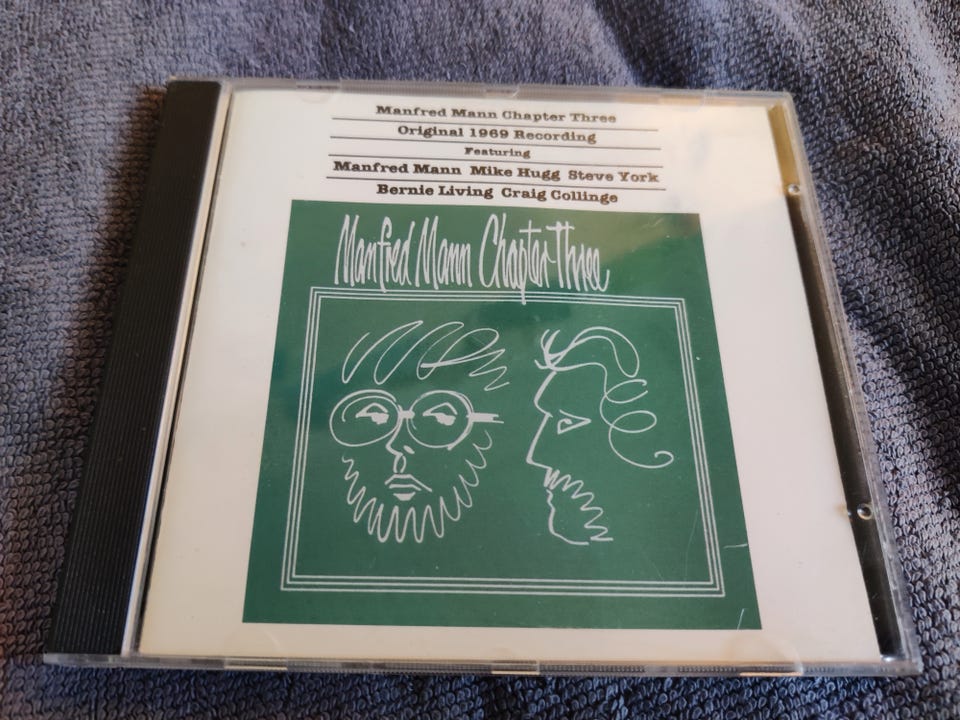 Manfred Mann Chapter Three
Original 1969 Recording
Featuring
Manfred Mann Mike Hugg Steve York
Bernie Living Craig Collinge
Manfred Mann Chapter Three